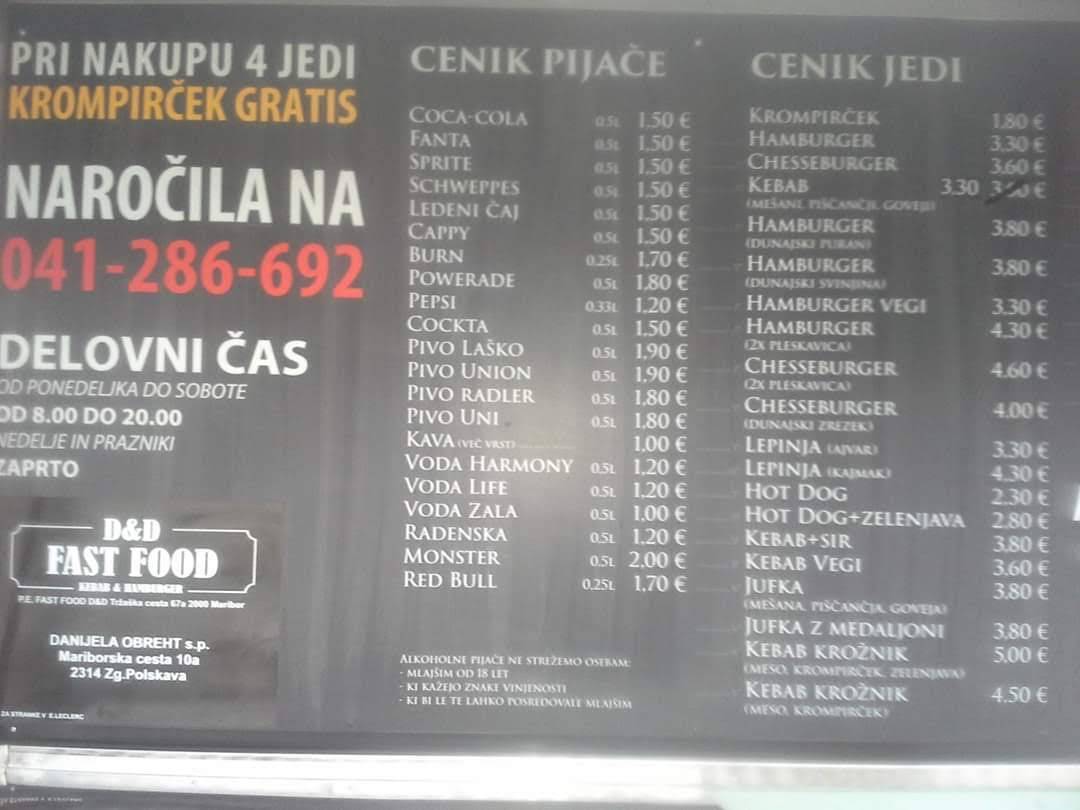 PRI NAKUPU 4 JEDI
KROMPIRČEK GRATIS
NAROČILA NA
041-286-692
DELOVNI ČAS
OD PONEDELJKA DO SOBOTE
OD 8.00 DO 20.00
NEDELJE IN PRAZNIKI
ZAPRTO
D&D
FAST FOOD
KEBAB & HAMBURGER
P.E. FAST FOOD D&D Tržaška cesta 67a 2000 Maribor
DANIJELA OBREHT s.p.
Mariborska cesta 10a
2314 Zg.Polskava
ZA STRANKE V E.LECLERC
CENIK PIJAČE
COCA-COLA 0.5L 1,50 €
FANTA 0.5L 1,50 €
SPRITE 0.5L 1,50 €
SCHWEPPES 0.5L 1,50 €
LEDENI ČAJ 0.5L 1,50 €
CAPPY 0.5L 1,50 €
BURN 0.25L 1,70 €
POWERADE 0.5L 1,80 €
PEPSI 0.33L 1,20 €
COCKTA 0.5L 1,50 €
PIVO LAŠKO 0.5L 1,90 €
PIVO UNION 0.5L 1,90 €
PIVO RADLER 0.5L 1,80 €
PIVO UNI 0.5L 1,80 €
KAVA (VEČ VRST) 1,00 €
VODA HARMONY 0.5L 1,20 €
VODA LIFE 0.5L 1,20 €
VODA ZALA 0.5L 1,00 €
RADENSKA 0.5L 1,20 €
MONSTER 0.5L 2,00 €
RED BULL 0,25L 1,70 €
ALKOHOLNE PIJAČE NE STREŽEMO OSEBAM:
- MLAJŠIM OD 18 LET
- KI KAŽEJO ZNAKE VINJENOSTI
- KI BI LE TE LAHKO POSREDOVALE MLAJŠIM
CENIK JEDI
KROMPIRČEK 1,80 €
HAMBURGER 3,30 €
CHESSEBURGER 3,60 €
KEBAB 3.30 €
(MEŠANI, PIŠČANČJI, GOVEJI)
HAMBURGER 3,80 €
(DUNAJSKI PURAN)
HAMBURGER 3,80 €
(DUNAJSKI SVINJINA)
HAMBURGER VEGI 3.30 €
HAMBURGER 4.30 €
(2X PLESKAVICA)
CHESSEBURGER 4.60 €
(2X PLESKAVICA)
CHESSEBURGER 4.00 €
(DUNAJSKI ZREZEK)
LEPINJA (AJVAR) 3.30 €
LEPINJA (KAJMAK) 4.30 €
HOT DOG 2.30 €
HOT DOG+ZELENJAVA 2.80 €
KEBAB+SIR 3,80 €
KEBAB VEGI 3,60 €
JUFKA 3.80 €
(MEŠANA, PIŠČANČJA, GOVEJA)
JUFKA Z MEDALJONI 3,80 €
KEBAB KROŽNIK 5,00 €
(MESO, KROMPIRČEK, ZELENJAVA)
KEBAB KROŽNIK 4.50 €
(MESO, KROMPIRČEK)